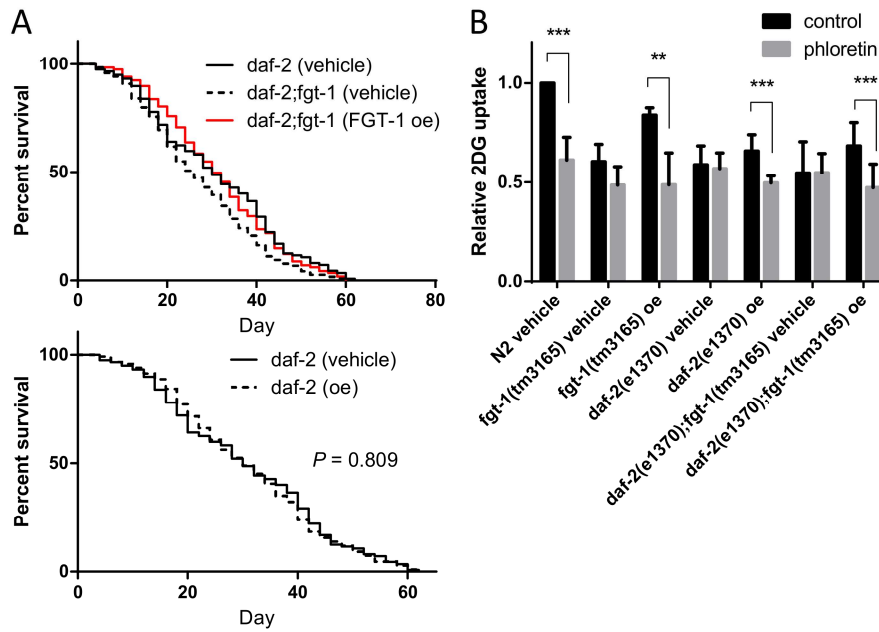 A
Percent survival
100
50
0
0 20 40 60 80
Day
daf-2 (vehicle)
daf-2;fgt-1 (vehicle)
daf-2;fgt-1 (FGT-1 oe)
Percent survival
100
50
0
0 20 40 60
Day
daf-2 (vehicle)
daf-2 (oe)
P = 0.809
B
control
phloretin
Relative 2DG uptake
1.0
0.5
0.0
*** ** *** ***
N2 vehicle
fgt-1(tm3165) vehicle
fgt-1(tm3165) oe
daf-2(e1370) vehicle
daf-2(e1370) oe
daf-2(e1370);fgt-1(tm3165) vehicle
daf-2(e1370);fgt-1(tm3165) oe